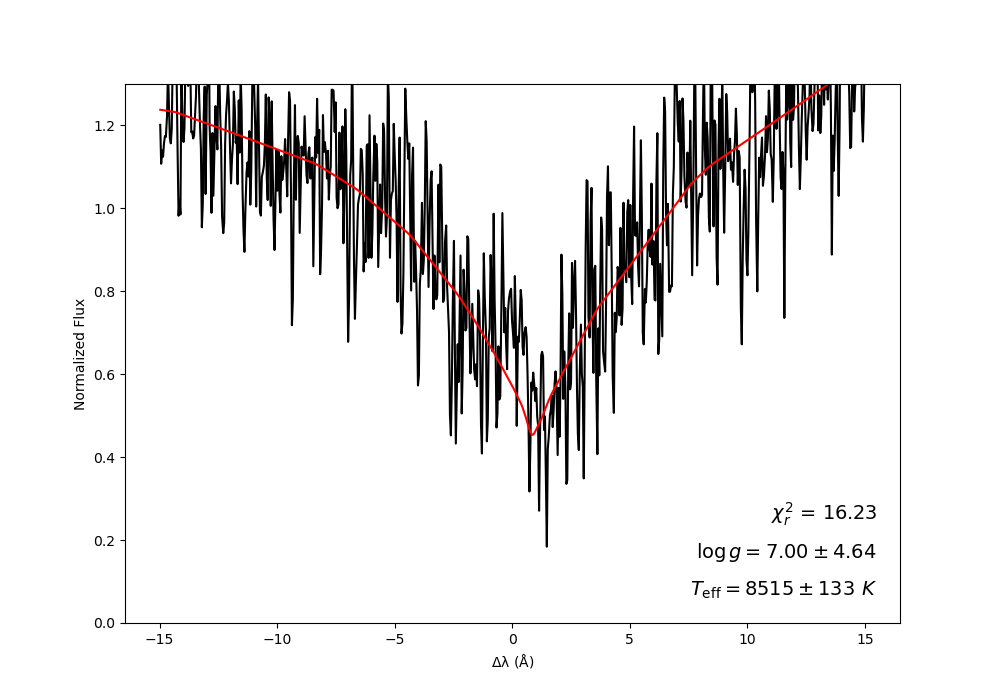 1.2
1.0
0.8
0.6
0.4
0.2
0.0
Normalized Flux
χ²ᵣ = 16.23
log g = 7.00 ± 4.64
T_eff = 8515 ± 133 K
−15 −10 −5 0 5 10 15
Δλ (Å)